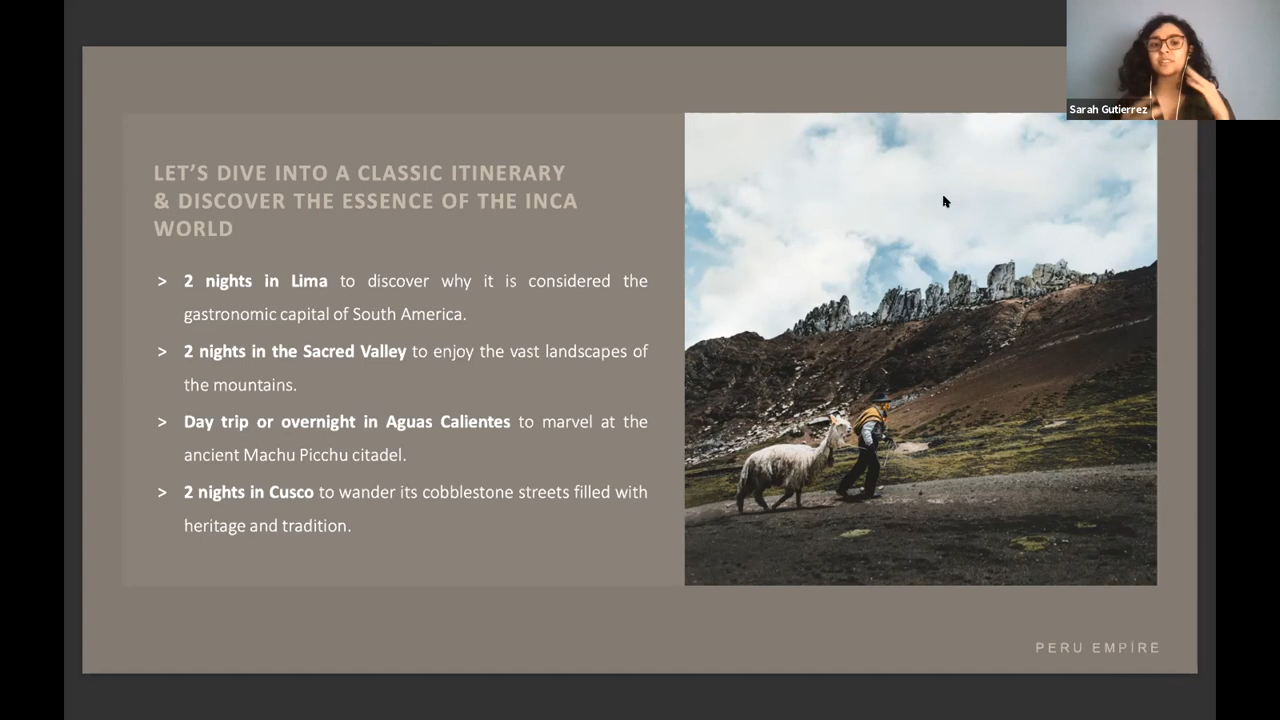 Sarah Gutierrez
LET’S DIVE INTO A CLASSIC ITINERARY
& DISCOVER THE ESSENCE OF THE INCA
WORLD
> 2 nights in Lima to discover why it is considered the
gastronomic capital of South America.
> 2 nights in the Sacred Valley to enjoy the vast landscapes of
the mountains.
> Day trip or overnight in Aguas Calientes to marvel at the
ancient Machu Picchu citadel.
> 2 nights in Cusco to wander its cobblestone streets filled with
heritage and tradition.
PERU EMPİRE